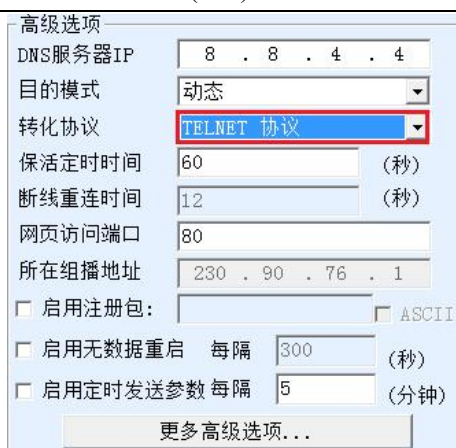 高级选项
DNS服务器IP 8 . 8 . 4 . 4
目的模式 动态
转化协议 TELNET 协议
保活定时时间 60 (秒)
断线重连时间 12 (秒)
网页访问端口 80
所在组播地址 230 . 90 . 76 . 1
启用注册包: ASCII
启用无数据重启 每隔 300 (秒)
启用定时发送参数 每隔 5 (分钟)
更多高级选项...